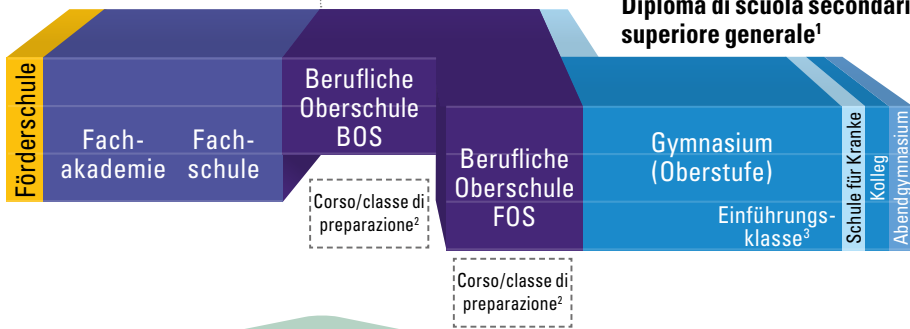 Diploma di scuola secondari
superiore generale¹
Förderschule
Fach-
akademie
Fach-
schule
Berufliche
Oberschule
BOS
Corso/classe di
preparazione²
Berufliche
Oberschule
FOS
Corso/classe di
preparazione²
Gymnasium
(Oberstufe)
Einführungs-
klasse³
Schule für Kranke
Kolleg
Abendgymnasium